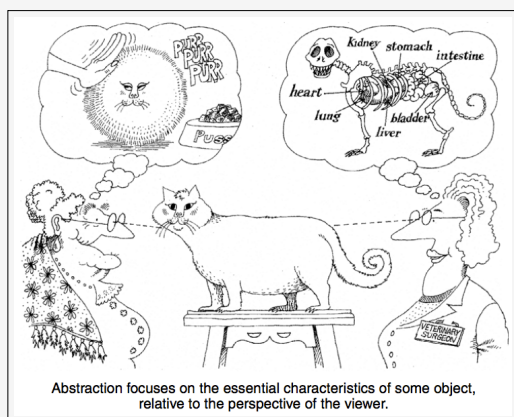 PURR
PURR
PURR
PUSS
kidney
stomach
intestine
heart
lung
liver
bladder
VETERINARY
SURGEON
Abstraction focuses on the essential characteristics of some object,
relative to the perspective of the viewer.